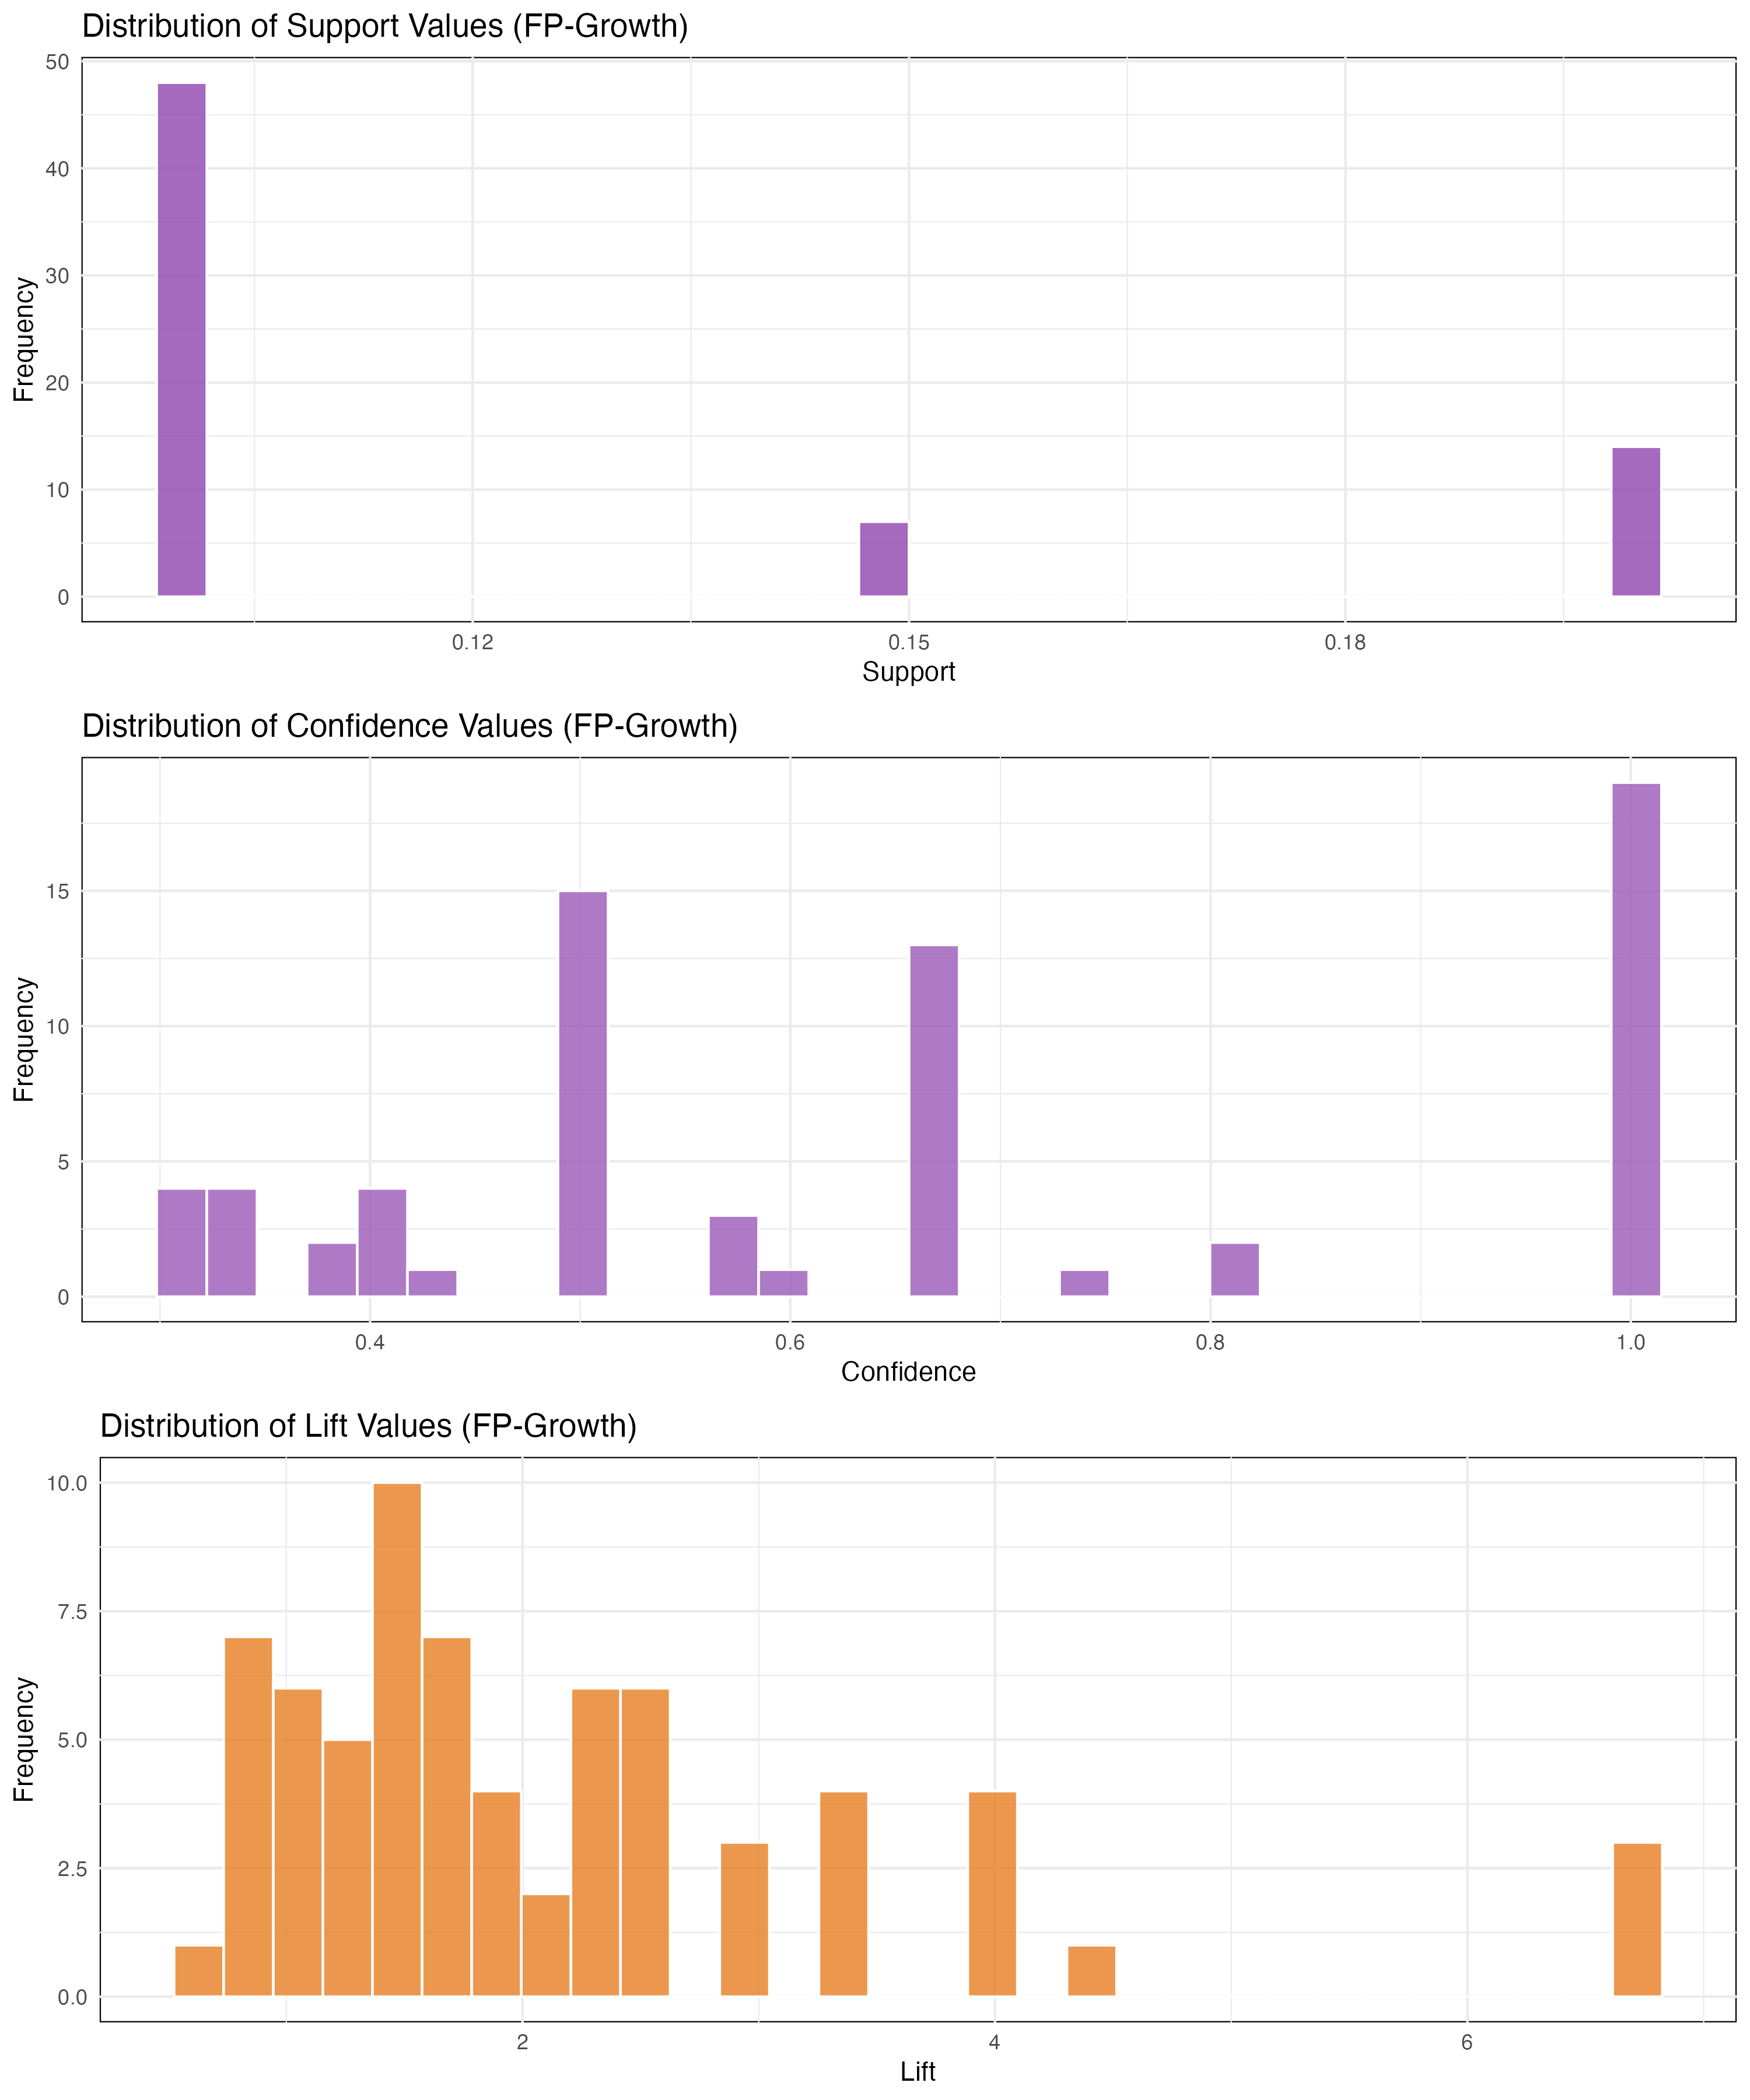 Distribution of Support Values (FP-Growth)
50
40
30
20
10
0
Frequency
0.12 0.15 0.18
Support
Distribution of Confidence Values (FP-Growth)
15
10
5
0
Frequency
0.4 0.6 0.8 1.0
Confidence
Distribution of Lift Values (FP-Growth)
10.0
7.5
5.0
2.5
0.0
Frequency
2 4 6
Lift